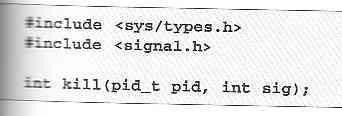 #include <sys/types.h>
#include <signal.h>
int kill(pid_t pid, int sig);